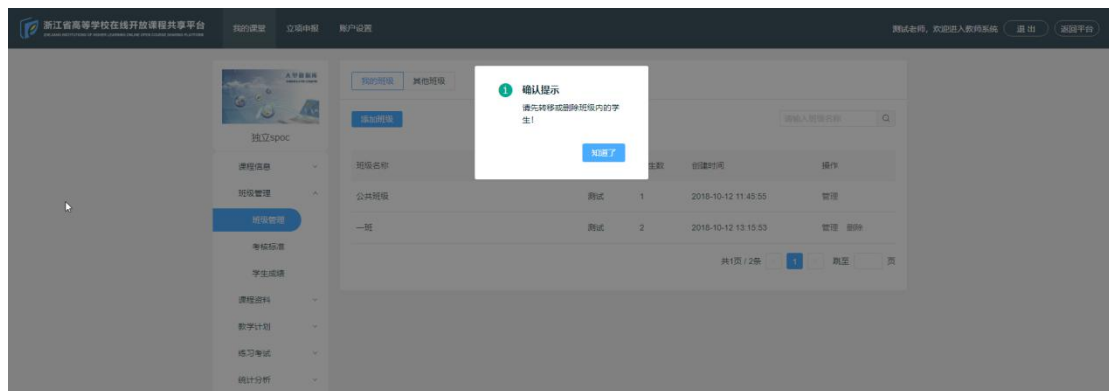 浙江省高等学校在线开放课程共享平台
我的课堂 立项申报 账户设置
测试老师，欢迎进入教师系统 退 出 返回平台
我的班级 其他班级
添加班级 请输入班级名称
独立spoc
课程信息
班级管理
班级管理
考核标准
学生成绩
课程资料
教学计划
练习考试
统计分析
确认提示
请先转移或删除班级内的学
生！
知道了
班级名称 生数 创建时间 操作
公共班级 测试 1 2018-10-12 11:45:55 管理
一班 测试 2 2018-10-12 13:15:53 管理 删除
共1页 / 2条 1 跳至 页